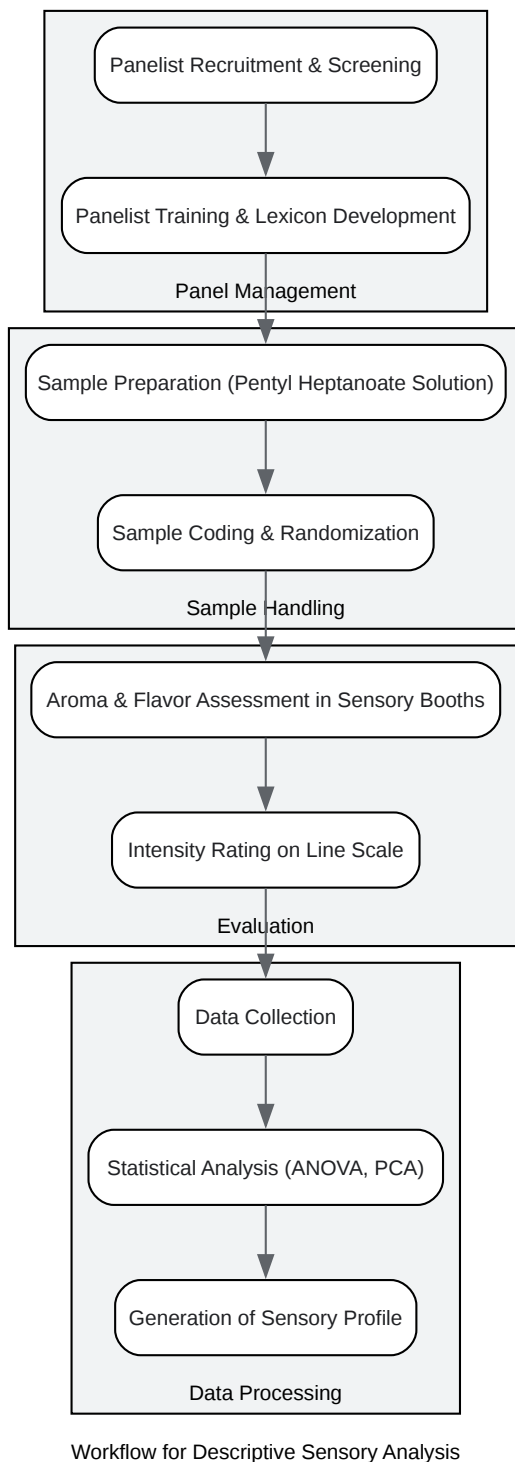 Panelist Recruitment & Screening
Panelist Training & Lexicon Development
Panel Management
Sample Preparation (Pentyl Heptanoate Solution)
Sample Coding & Randomization
Sample Handling
Aroma & Flavor Assessment in Sensory Booths
Intensity Rating on Line Scale
Evaluation
Data Collection
Statistical Analysis (ANOVA, PCA)
Generation of Sensory Profile
Data Processing
Workflow for Descriptive Sensory Analysis